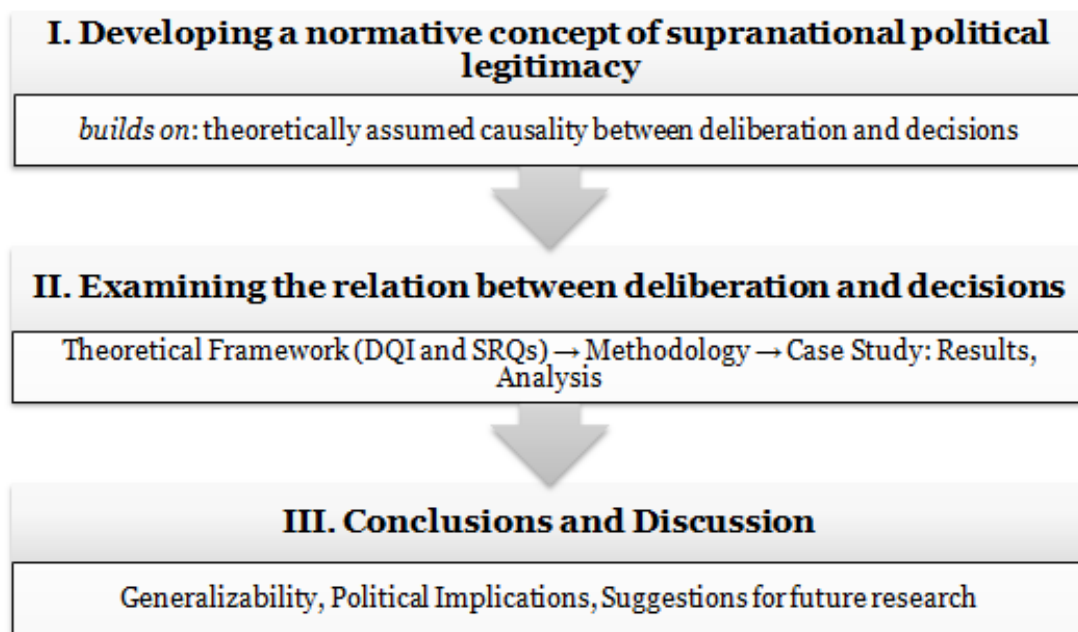 I. Developing a normative concept of supranational political
legitimacy
builds on: theoretically assumed causality between deliberation and decisions
II. Examining the relation between deliberation and decisions
Theoretical Framework (DQI and SRQs) → Methodology → Case Study: Results,
Analysis
III. Conclusions and Discussion
Generalizability, Political Implications, Suggestions for future research